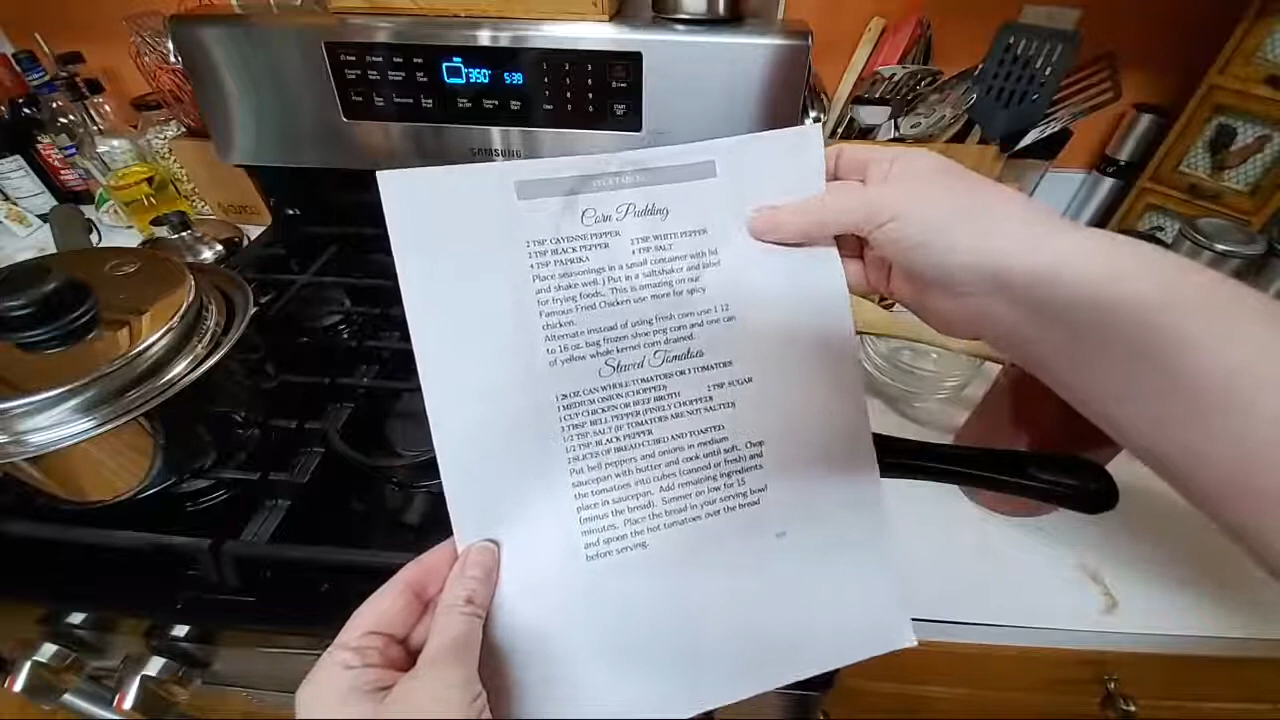 350° 5:39
SAMSUNG
VEGETABLES
Corn Pudding
2 TSP. CAYENNE PEPPER 2 TSP. WHITE PEPPER
2 TSP BLACK PEPPER 4 TSP. SALT
4 TSP. PAPRIKA
Place seasonings in a small container with lid
and shake well.) Put in a saltshaker and label
for frying foods. This is amazing on our
Famous Fried Chicken use more for spicy
chicken.
Alternate instead of using fresh corn use 1 12
to 16 oz. bag frozen shoe peg corn and one can
of yellow whole kernel corn drained.
Stewed Tomatoes
1 28 OZ. CAN WHOLE TOMATOES OR 3 TOMATOES
1 MEDIUM ONION (CHOPPED) 2 TSP. SUGAR
1 CUP CHICKEN OR BEEF BROTH
3 TBSP. BELL PEPPER (FINELY CHOPPED)
1/2 TSP. SALT (IF TOMATOES ARE NOT SALTED)
1/2 TSP. BLACK PEPPER
2 SLICES OF BREAD CUBED AND TOASTED
Put bell peppers and onions in medium
saucepan with butter and cook until soft. Chop
the tomatoes into cubes (canned or fresh) and
place in saucepan. Add remaining ingredients
(minus the bread). Simmer on low for 15
minutes. Place the bread in your serving bowl
and spoon the hot tomatoes over the bread
before serving.